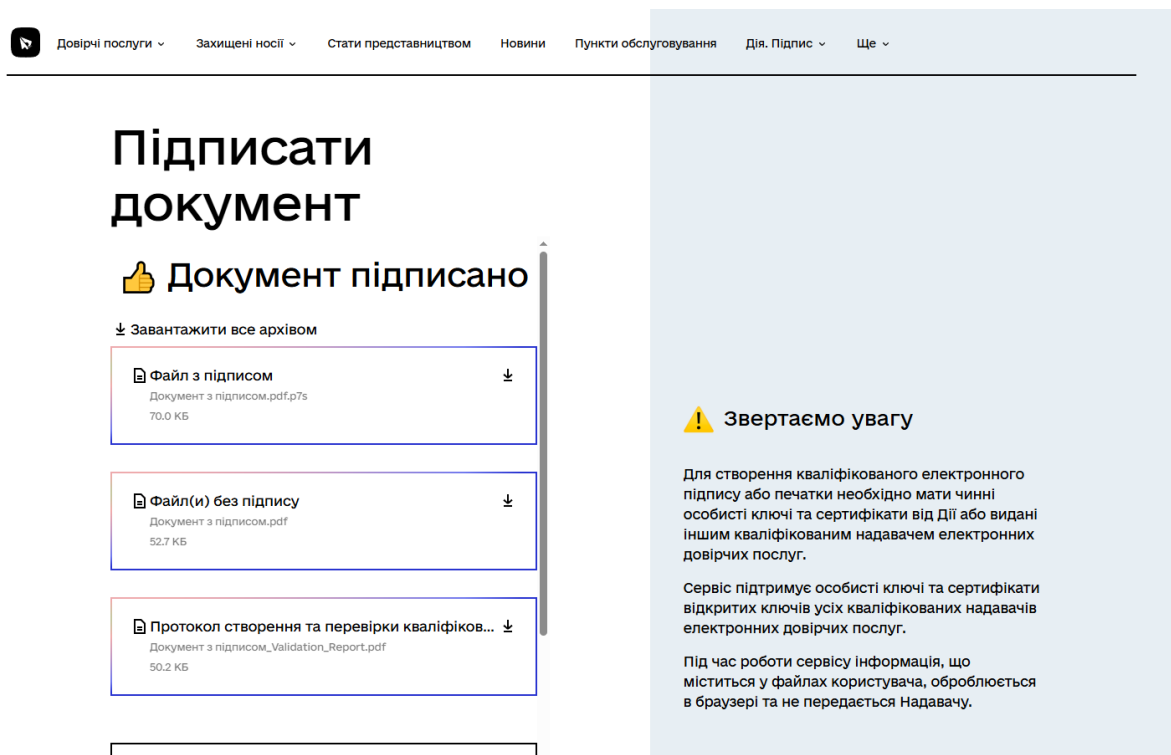 Довірчі послуги
Захищені носії
Стати представництвом
Новини
Пункти обслуговування
Дія. Підпис
Ще
Підписати
документ
Документ підписано
Завантажити все архівом
Файл з підписом
Документ з підписом.pdf.p7s
70.0 КБ
Файл(и) без підпису
Документ з підписом.pdf
52.7 КБ
Протокол створення та перевірки кваліфіков...
Документ з підписом_Validation_Report.pdf
50.2 КБ
Звертаємо увагу
Для створення кваліфікованого електронного
підпису або печатки необхідно мати чинні
особисті ключі та сертифікати від Дії або видані
іншим кваліфікованим надавачем електронних
довірчих послуг.
Сервіс підтримує особисті ключі та сертифікати
відкритих ключів усіх кваліфікованих надавачів
електронних довірчих послуг.
Під час роботи сервісу інформація, що
міститься у файлах користувача, оброблюється
в браузері та не передається Надавачу.